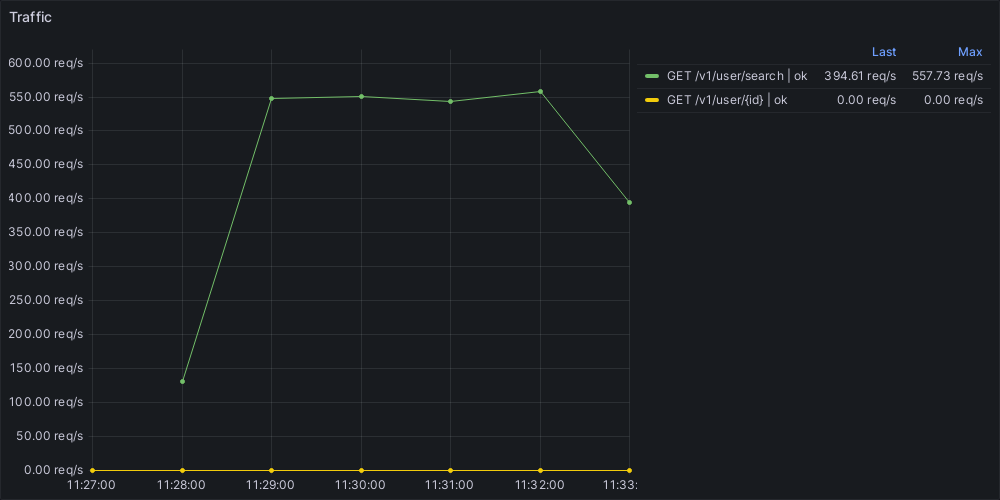 Traffic
Last Max
600.00 req/s
550.00 req/s
500.00 req/s
450.00 req/s
400.00 req/s
350.00 req/s
300.00 req/s
250.00 req/s
200.00 req/s
150.00 req/s
100.00 req/s
50.00 req/s
0.00 req/s
11:27:00 11:28:00 11:29:00 11:30:00 11:31:00 11:32:00 11:33:
GET /v1/user/search | ok 394.61 req/s 557.73 req/s
GET /v1/user/{id} | ok 0.00 req/s 0.00 req/s